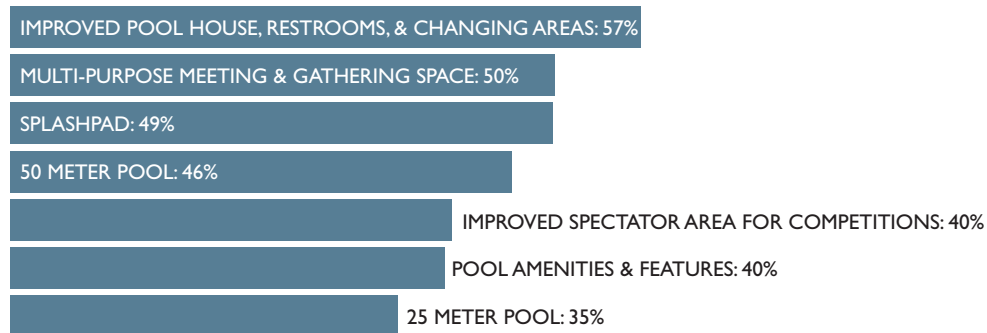 IMPROVED POOL HOUSE, RESTROOMS, & CHANGING AREAS: 57%
MULTI-PURPOSE MEETING & GATHERING SPACE: 50%
SPLASHPAD: 49%
50 METER POOL: 46%
IMPROVED SPECTATOR AREA FOR COMPETITIONS: 40%
POOL AMENITIES & FEATURES: 40%
25 METER POOL: 35%